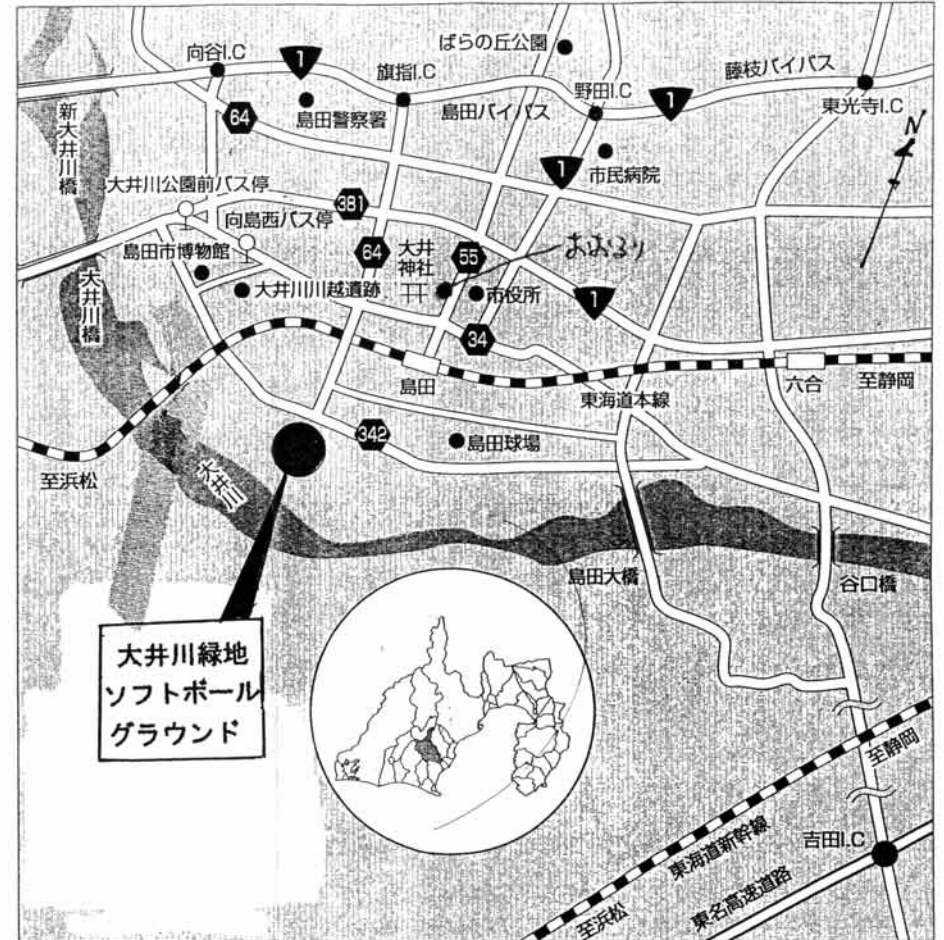 ばらの丘公園
向谷I.C
1
旗指I.C
藤枝バイパス
島田警察署
島田バイパス
野田I.C
1
東光寺I.C
64
N
新大井川橋
1
市民病院
大井川公園前バス停
381
向島西バス停
64
大井
神社
55
おおるり
島田市博物館
大井川川越遺跡
市役所
1
大井川橋
34
島田
東海道本線
六合
至静岡
342
島田球場
至浜松
大井川
島田大橋
谷口橋
大井川緑地
ソフトボール
グラウンド
至静岡
吉田I.C
東海道新幹線
至浜松
東名高速道路